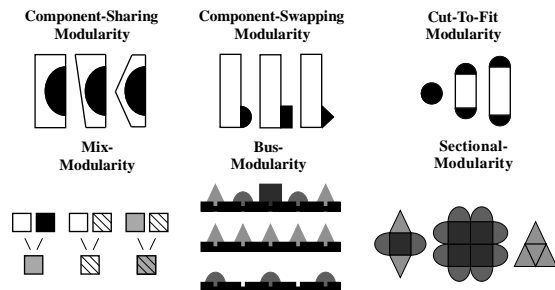 Component-Sharing
Modularity
Component-Swapping
Modularity
Cut-To-Fit
Modularity
Mix-
Modularity
Bus-
Modularity
Sectional-
Modularity